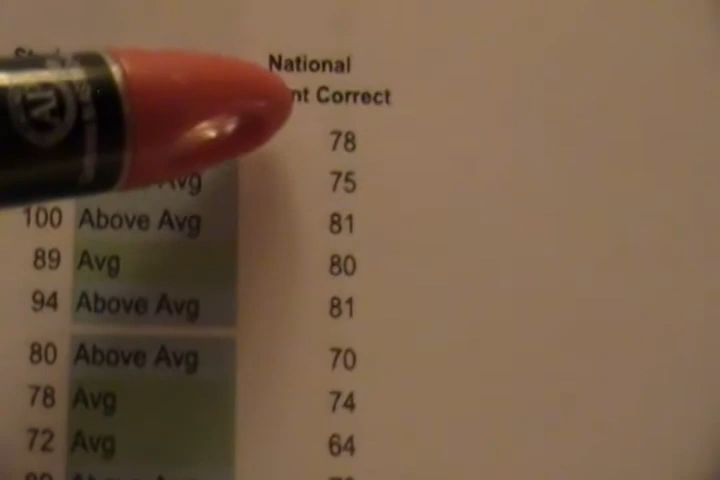 National
nt Correct
78
Avg 75
100 Above Avg 81
89 Avg 80
94 Above Avg 81
80 Above Avg 70
78 Avg 74
72 Avg 64